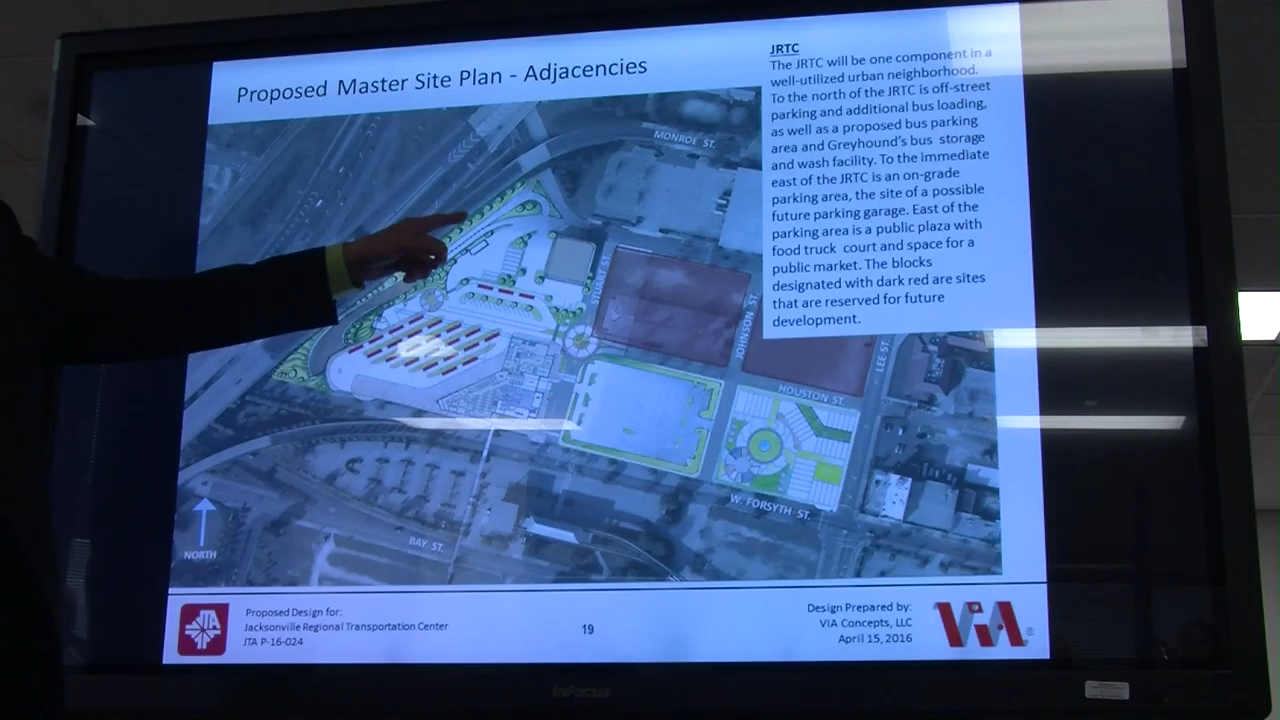 Proposed Master Site Plan - Adjacencies
JRTC
The JRTC will be one component in a
well-utilized urban neighborhood.
To the north of the JRTC is off-street
parking and additional bus loading,
as well as a proposed bus parking
area and Greyhound's bus storage
and wash facility. To the immediate
east of the JRTC is an on-grade
parking area, the site of a possible
future parking garage. East of the
parking area is a public plaza with
food truck court and space for a
public market. The blocks
designated with dark red are sites
that are reserved for future
development.
MONROE ST.
STUART ST.
JOHNSON ST.
LEE ST.
HOUSTON ST.
W. FORSYTH ST.
BAY ST.
NORTH
JTA
Proposed Design for:
Jacksonville Regional Transportation Center
JTA P-16-024
19
Design Prepared by:
VIA Concepts, LLC
April 15, 2016
ViA®
InFocus